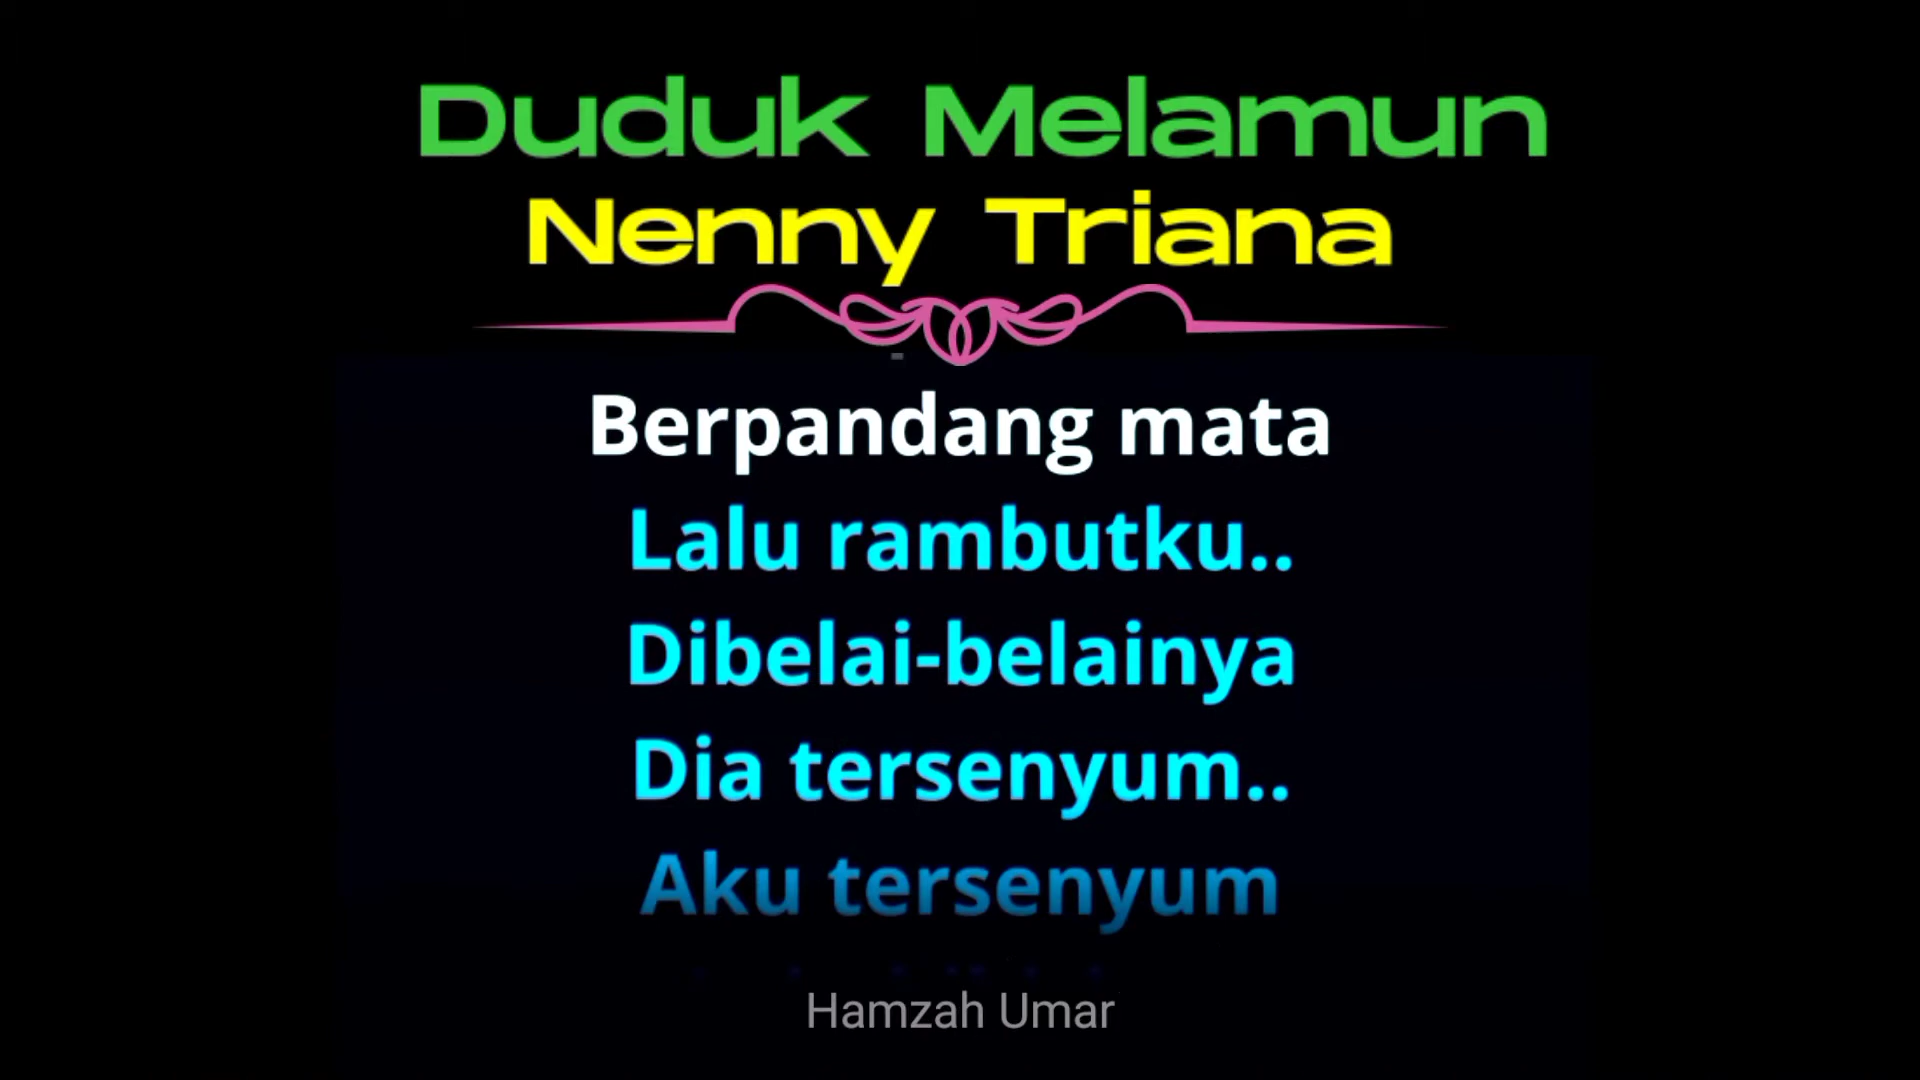 Duduk Melamun
Nenny Triana
Berpandang mata
Lalu rambutku..
Dibelai-belainya
Dia tersenyum..
Aku tersenyum
Hamzah Umar